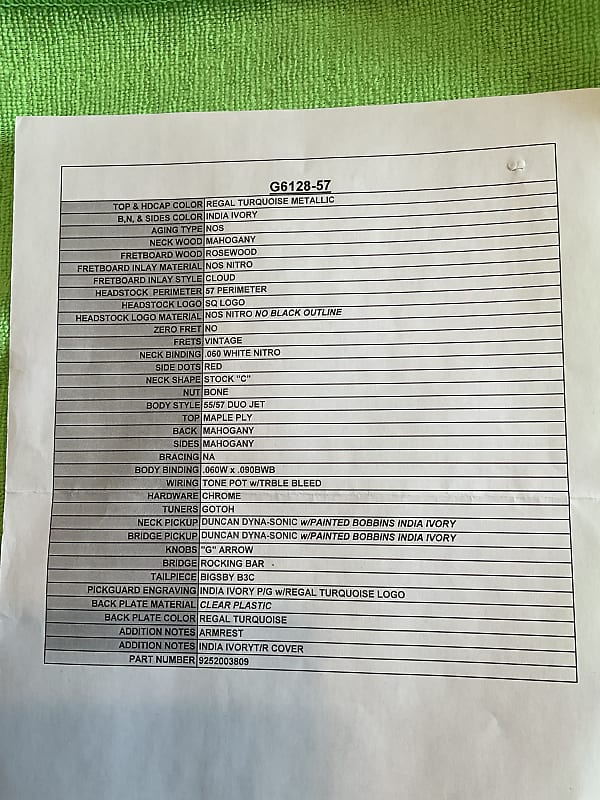 G6128-57
TOP & HDCAP COLOR REGAL TURQUOISE METALLIC
B,N, & SIDES COLOR INDIA IVORY
AGING TYPE NOS
NECK WOOD MAHOGANY
FRETBOARD WOOD ROSEWOOD
FRETBOARD INLAY MATERIAL NOS NITRO
FRETBOARD INLAY STYLE CLOUD
HEADSTOCK PERIMETER 57 PERIMETER
HEADSTOCK LOGO SQ LOGO
HEADSTOCK LOGO MATERIAL NOS NITRO NO BLACK OUTLINE
ZERO FRET NO
FRETS VINTAGE
NECK BINDING .060 WHITE NITRO
SIDE DOTS RED
NECK SHAPE STOCK "C"
NUT BONE
BODY STYLE 55/57 DUO JET
TOP MAPLE PLY
BACK MAHOGANY
SIDES MAHOGANY
BRACING NA
BODY BINDING .060W x .090BWB
WIRING TONE POT w/TRBLE BLEED
HARDWARE CHROME
TUNERS GOTOH
NECK PICKUP DUNCAN DYNA-SONIC w/PAINTED BOBBINS INDIA IVORY
BRIDGE PICKUP DUNCAN DYNA-SONIC w/PAINTED BOBBINS INDIA IVORY
KNOBS "G" ARROW
BRIDGE ROCKING BAR
TAILPIECE BIGSBY B3C
PICKGUARD ENGRAVING INDIA IVORY P/G w/REGAL TURQUOISE LOGO
BACK PLATE MATERIAL CLEAR PLASTIC
BACK PLATE COLOR REGAL TURQUOISE
ADDITION NOTES ARMREST
ADDITION NOTES INDIA IVORYT/R COVER
PART NUMBER 9252003809